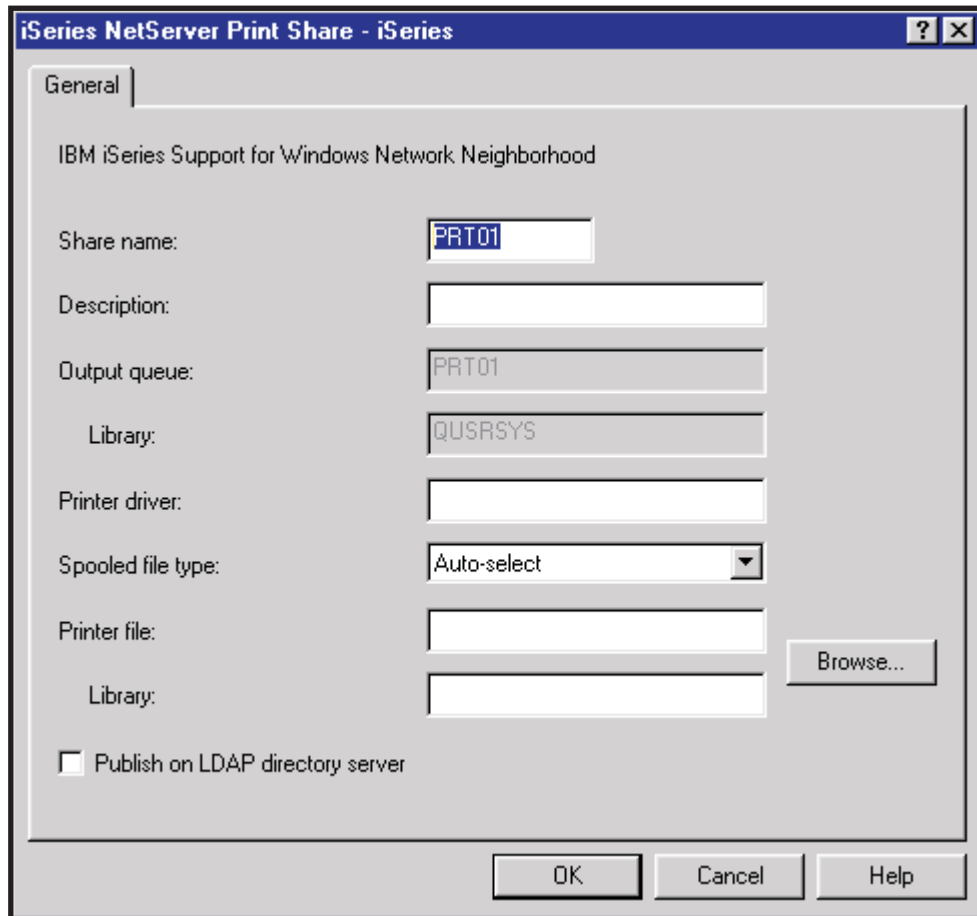 iSeries NetServer Print Share - iSeries
General
IBM iSeries Support for Windows Network Neighborhood
Share name: PRT01
Description:
Output queue: PRT01
Library: QUSRSYS
Printer driver:
Spooled file type: Auto-select
Printer file:
Browse...
Library:
Publish on LDAP directory server
OK Cancel Help